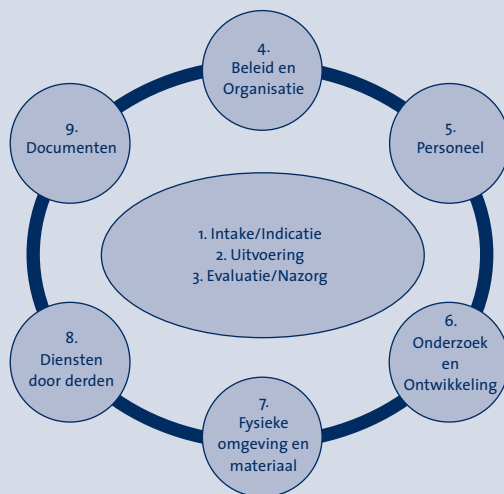 4.
Beleid en
Organisatie
9.
Documenten
5.
Personeel
1. Intake/Indicatie
2. Uitvoering
3. Evaluatie/Nazorg
8.
Diensten
door derden
6.
Onderzoek
en
Ontwikkeling
7.
Fysieke
omgeving en
materiaal